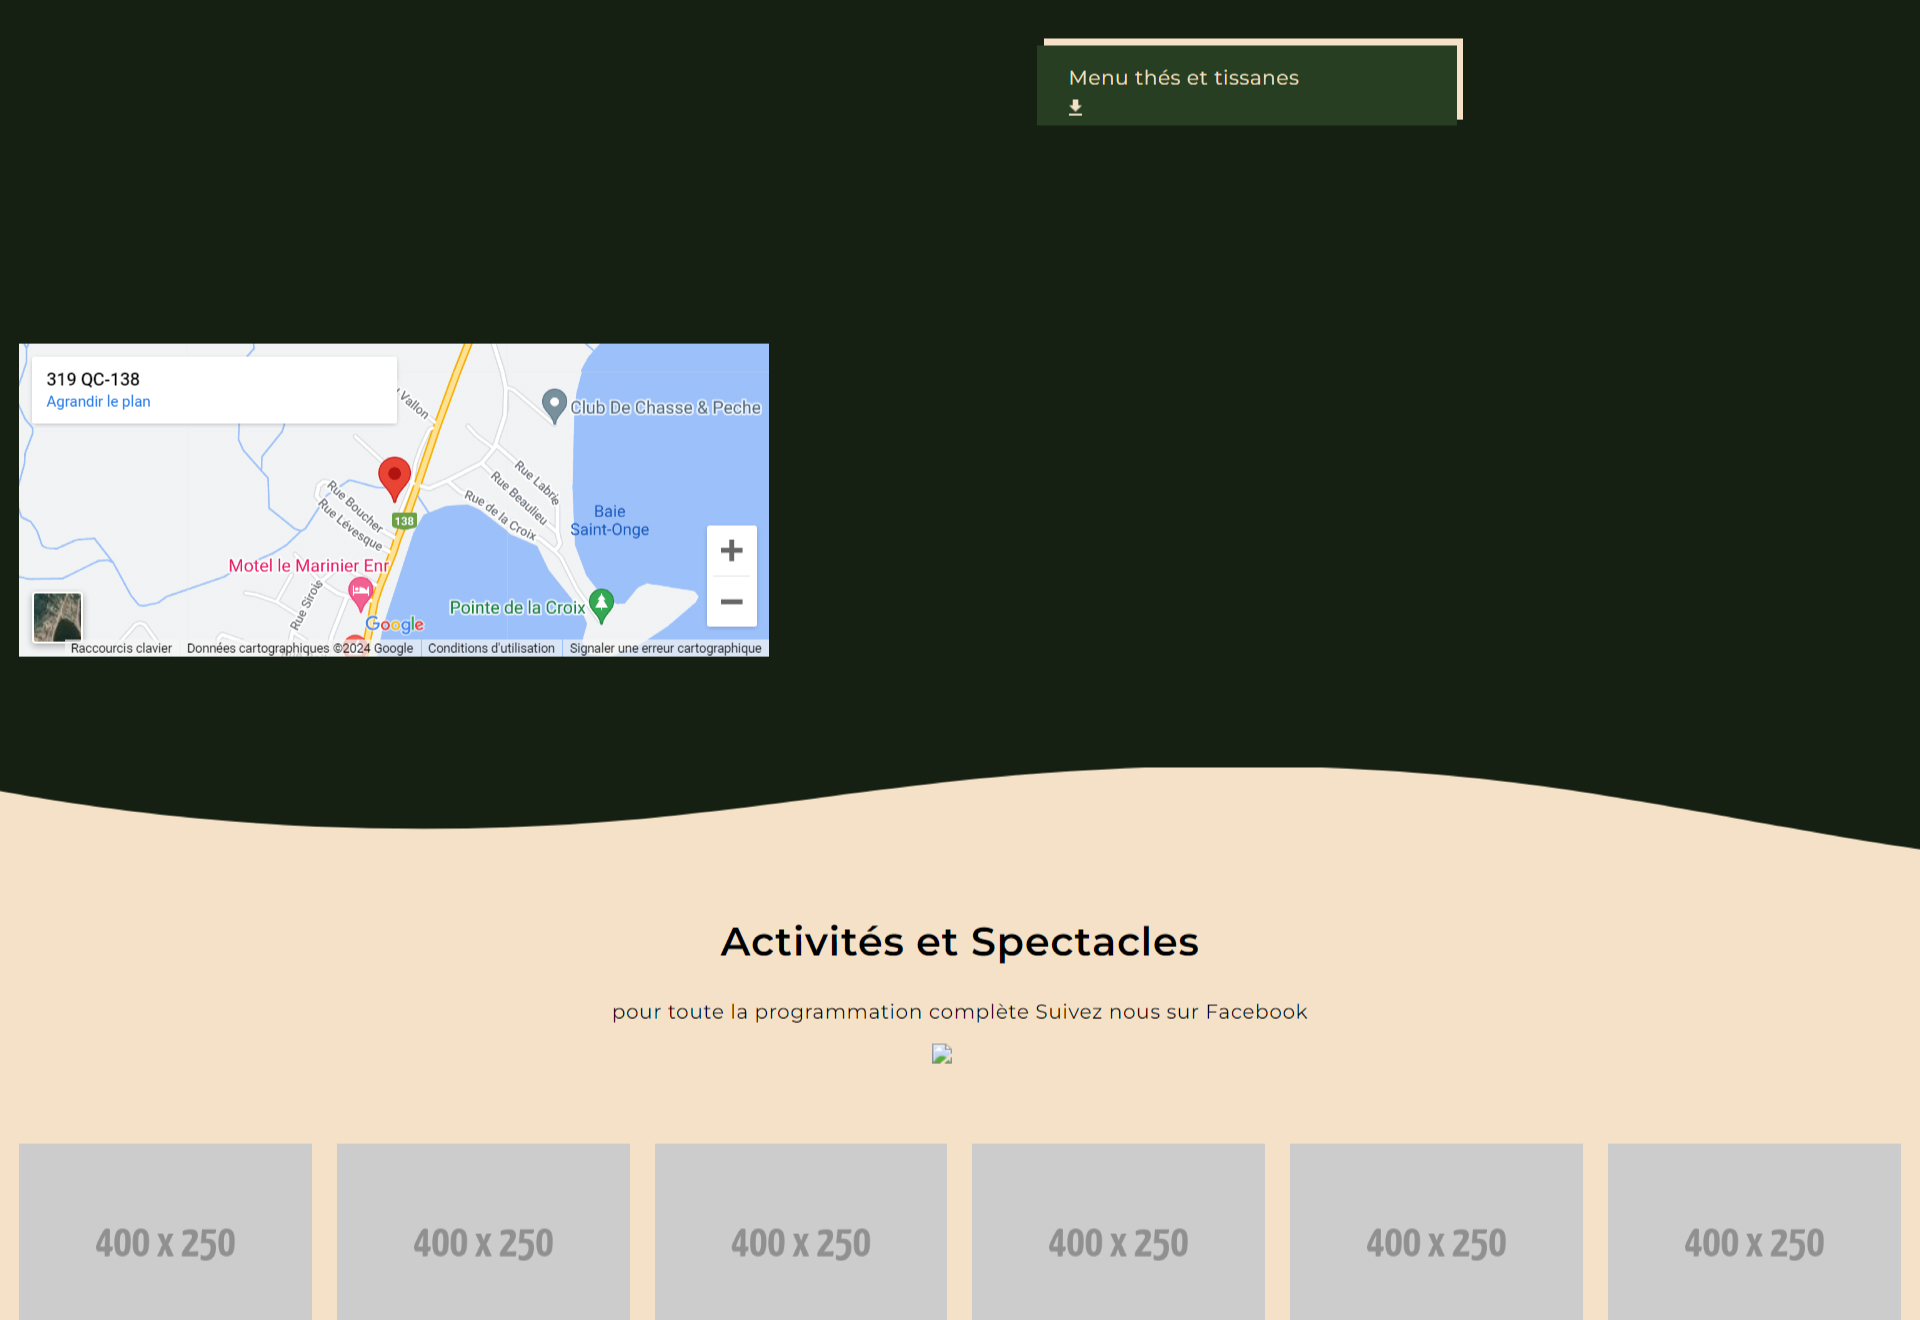 Menu thés et tissanes
319 QC-138
Agrandir le plan
Vallon
Club De Chasse & Peche
Rue Labrie
Rue Beaulieu
Rue de la Croix
Rue Boucher
Rue Lévesque
138
Baie
Saint-Onge
Motel le Marinier Enr
Rue Sirois
Pointe de la Croix
Google
Raccourcis clavier Données cartographiques ©2024 Google Conditions d'utilisation Signaler une erreur cartographique
Activités et Spectacles
pour toute la programmation complète Suivez nous sur Facebook
400 x 250 400 x 250 400 x 250 400 x 250 400 x 250 400 x 250